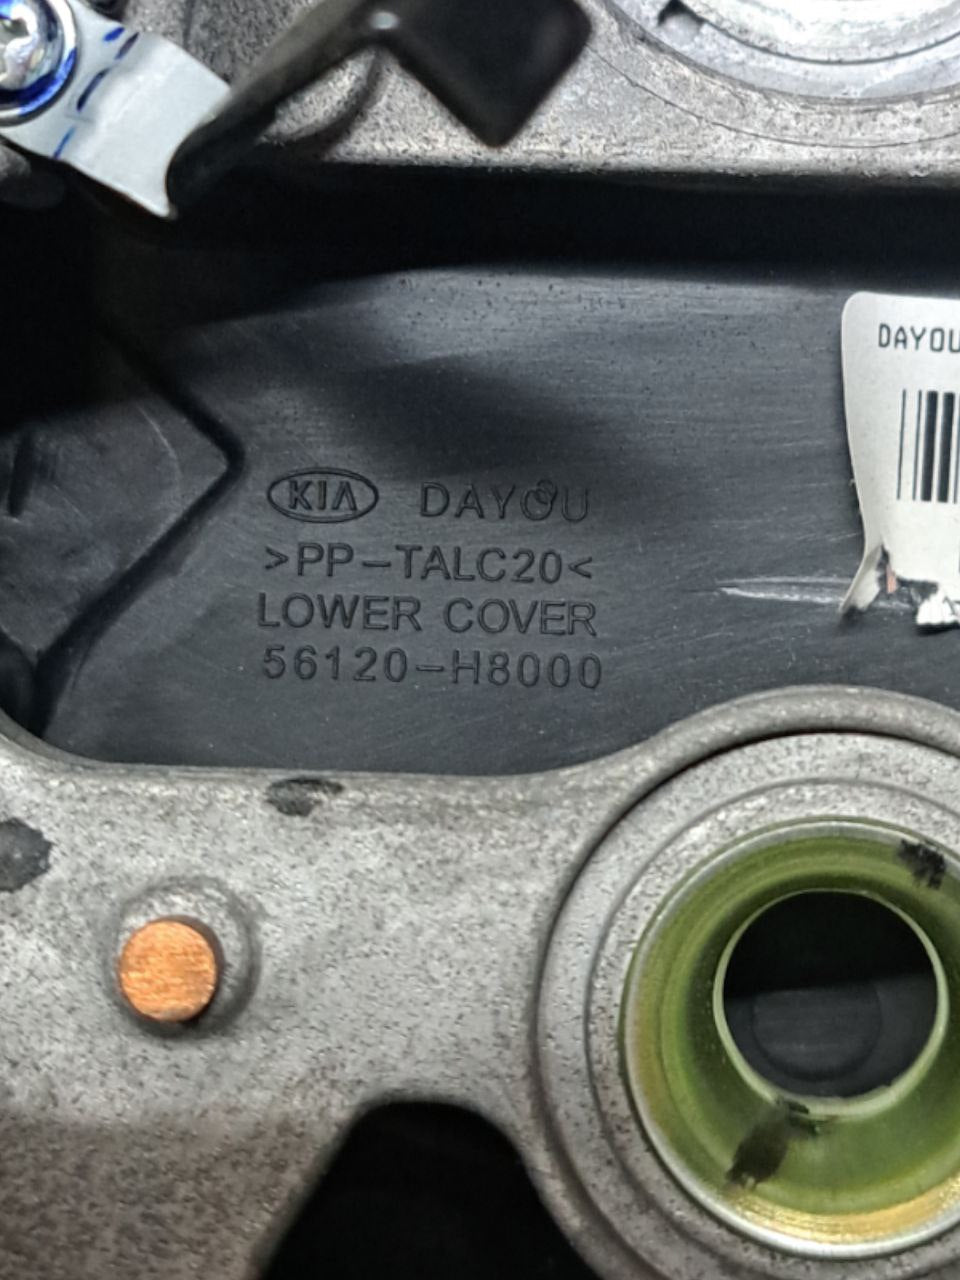 DAYOU
KIA DAYOU
>PP-TALC20<
LOWER COVER
56120-H8000